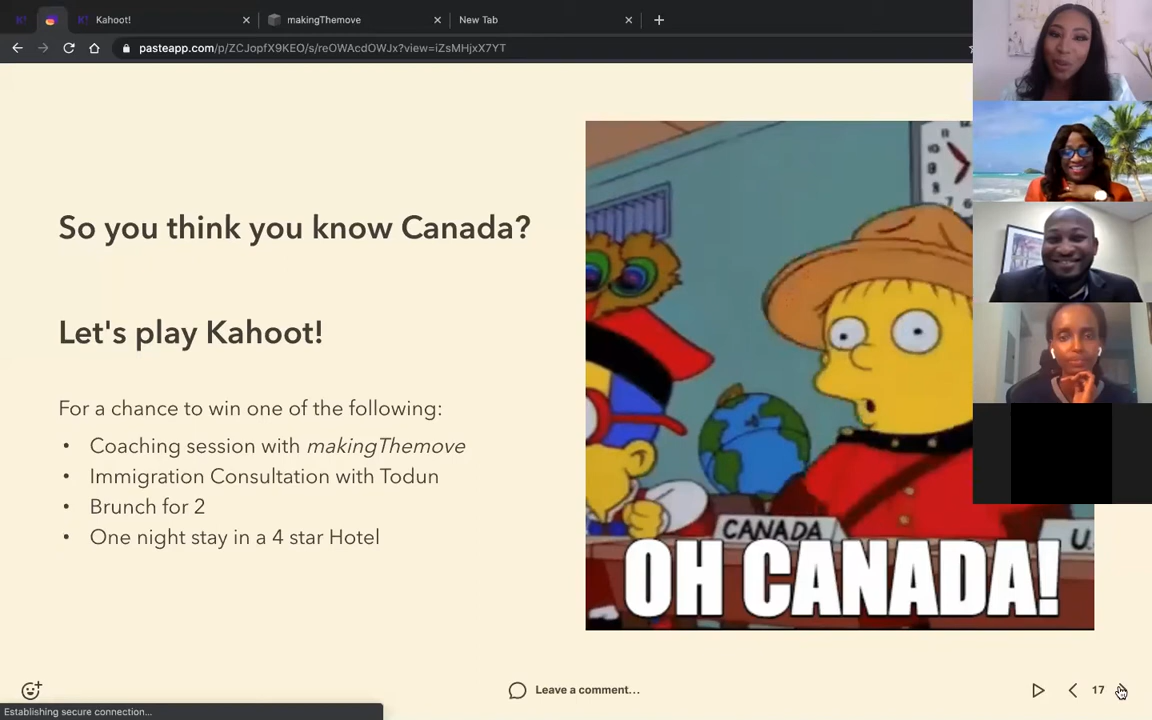 Kahoot!
makingThemove
New Tab
pasteapp.com/p/ZCJopfX9KEO/s/reOWAcdOWJx?view=iZsMHjxX7YT
So you think you know Canada?
Let's play Kahoot!
For a chance to win one of the following:
• Coaching session with makingThemove
• Immigration Consultation with Todun
• Brunch for 2
• One night stay in a 4 star Hotel
CANADA
U.
OH CANADA!
Leave a comment...
17
Establishing secure connection...